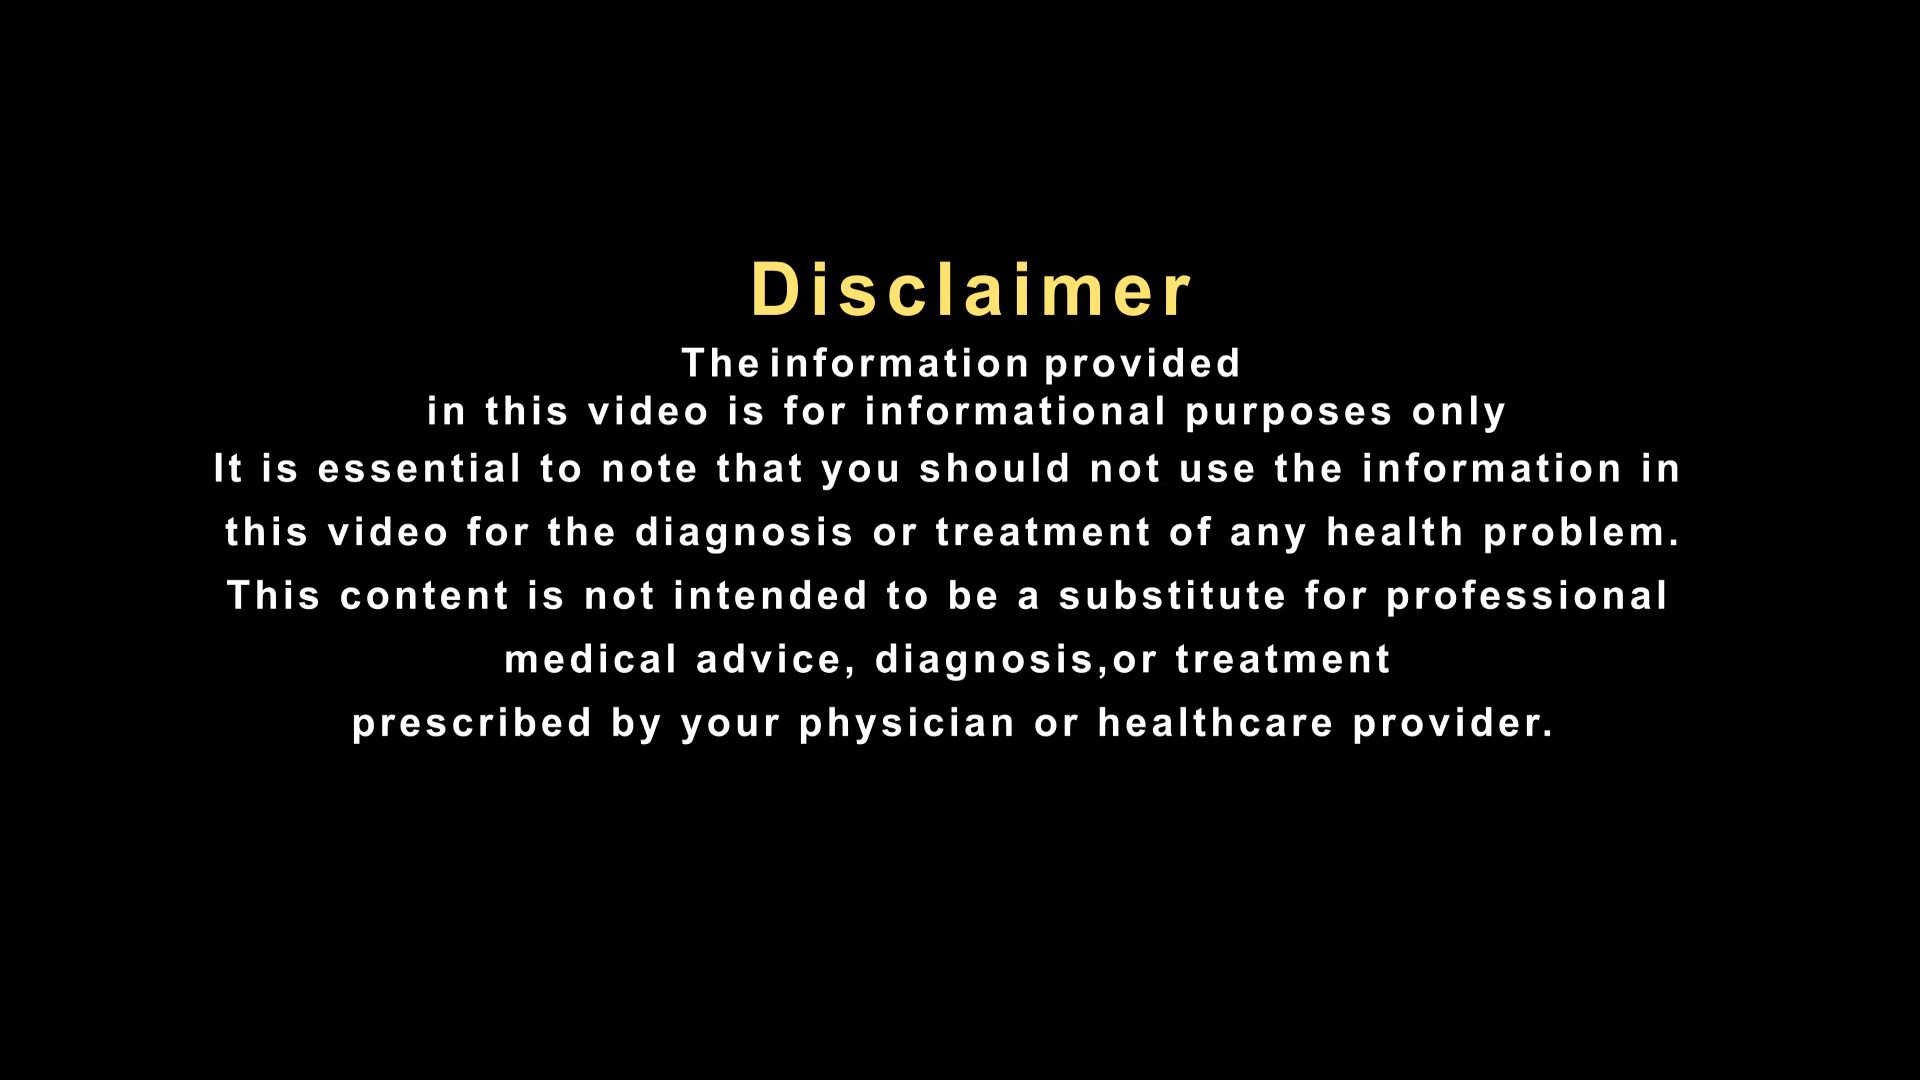 Disclaimer
The information provided
in this video is for informational purposes only
It is essential to note that you should not use the information in
this video for the diagnosis or treatment of any health problem.
This content is not intended to be a substitute for professional
medical advice, diagnosis,or treatment
prescribed by your physician or healthcare provider.